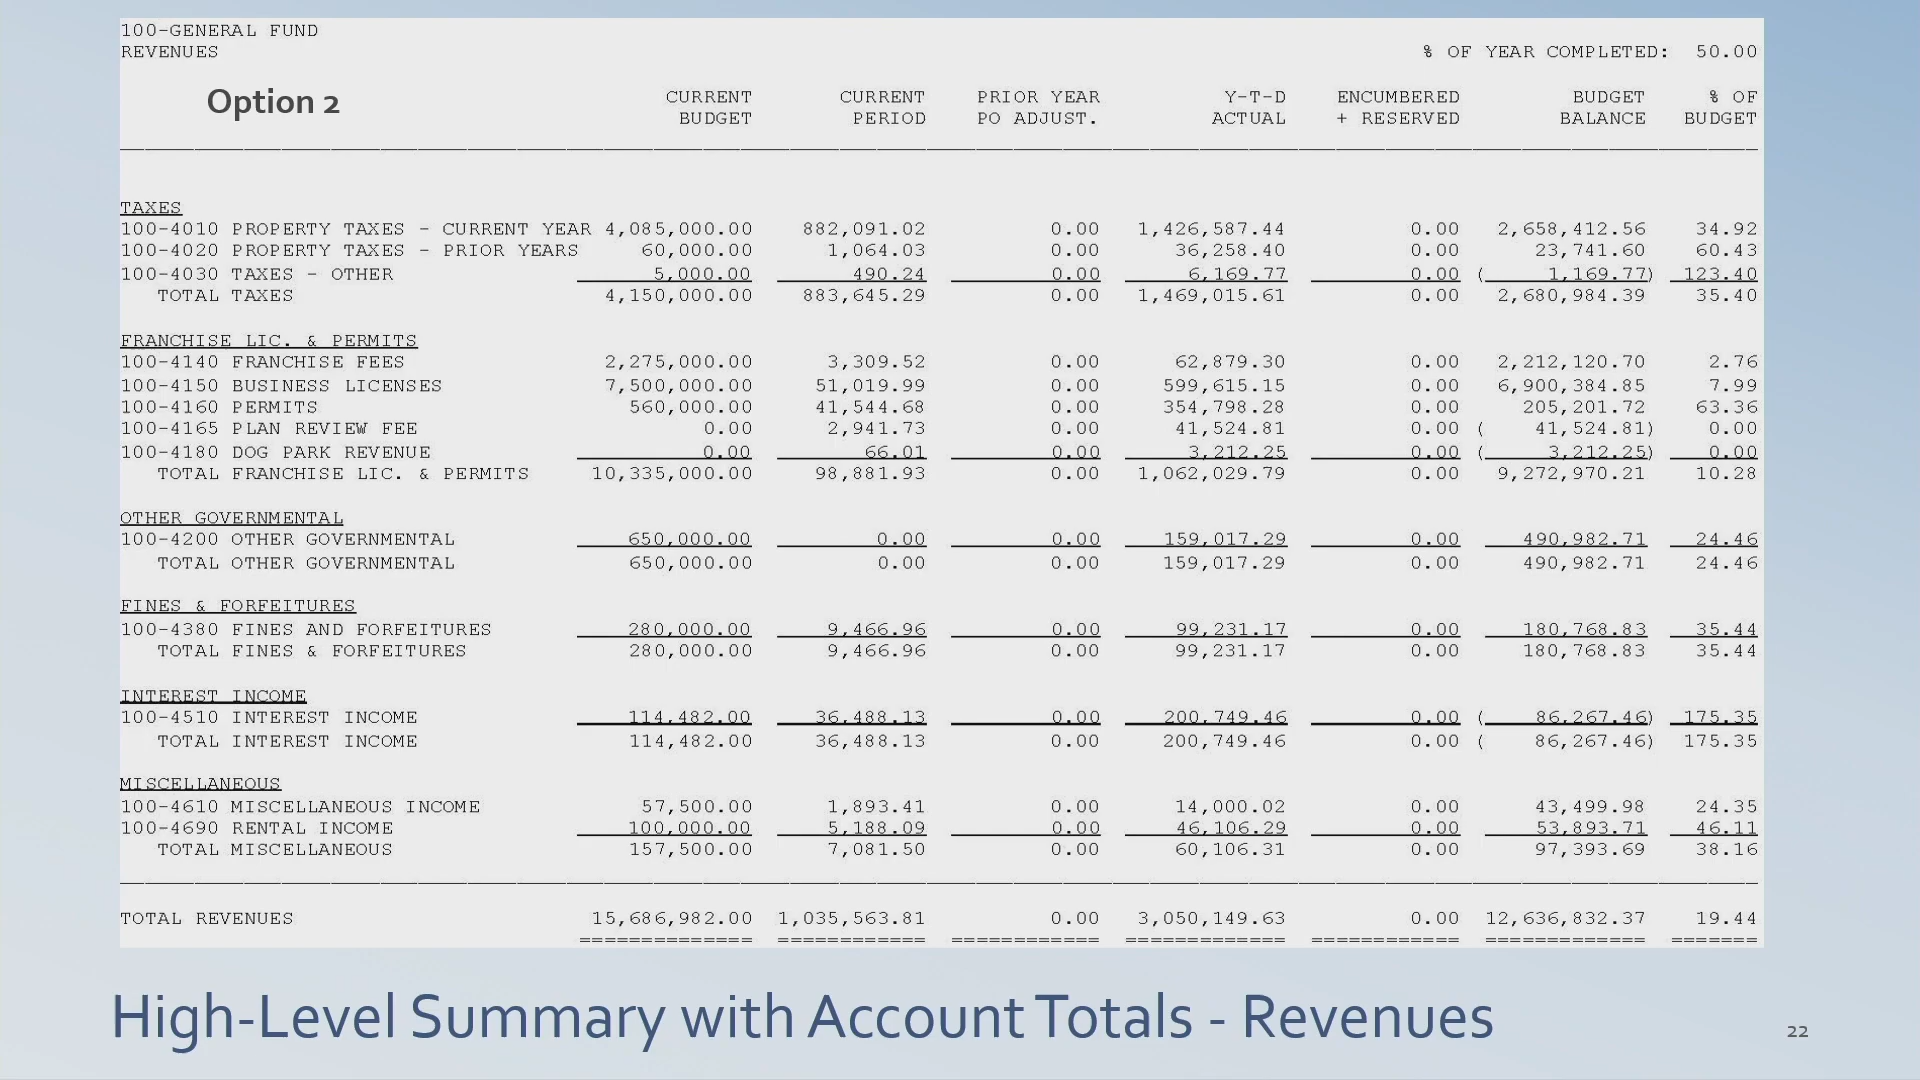 100-GENERAL FUND
REVENUES % OF YEAR COMPLETED: 50.00
Option 2
CURRENT CURRENT PRIOR YEAR Y-T-D ENCUMBERED BUDGET % OF
BUDGET PERIOD PO ADJUST. ACTUAL + RESERVED BALANCE BUDGET
TAXES
100-4010 PROPERTY TAXES - CURRENT YEAR 4,085,000.00 882,091.02 0.00 1,426,587.44 0.00 2,658,412.56 34.92
100-4020 PROPERTY TAXES - PRIOR YEARS 60,000.00 1,064.03 0.00 36,258.40 0.00 23,741.60 60.43
100-4030 TAXES - OTHER 5,000.00 490.24 0.00 6,169.77 0.00 ( 1,169.77) 123.40
TOTAL TAXES 4,150,000.00 883,645.29 0.00 1,469,015.61 0.00 2,680,984.39 35.40
FRANCHISE LIC. & PERMITS
100-4140 FRANCHISE FEES 2,275,000.00 3,309.52 0.00 62,879.30 0.00 2,212,120.70 2.76
100-4150 BUSINESS LICENSES 7,500,000.00 51,019.99 0.00 599,615.15 0.00 6,900,384.85 7.99
100-4160 PERMITS 560,000.00 41,544.68 0.00 354,798.28 0.00 205,201.72 63.36
100-4165 PLAN REVIEW FEE 0.00 2,941.73 0.00 41,524.81 0.00 ( 41,524.81) 0.00
100-4180 DOG PARK REVENUE 0.00 66.01 0.00 3,212.25 0.00 ( 3,212.25) 0.00
TOTAL FRANCHISE LIC. & PERMITS 10,335,000.00 98,881.93 0.00 1,062,029.79 0.00 9,272,970.21 10.28
OTHER GOVERNMENTAL
100-4200 OTHER GOVERNMENTAL 650,000.00 0.00 0.00 159,017.29 0.00 490,982.71 24.46
TOTAL OTHER GOVERNMENTAL 650,000.00 0.00 0.00 159,017.29 0.00 490,982.71 24.46
FINES & FORFEITURES
100-4380 FINES AND FORFEITURES 280,000.00 9,466.96 0.00 99,231.17 0.00 180,768.83 35.44
TOTAL FINES & FORFEITURES 280,000.00 9,466.96 0.00 99,231.17 0.00 180,768.83 35.44
INTEREST INCOME
100-4510 INTEREST INCOME 114,482.00 36,488.13 0.00 200,749.46 0.00 ( 86,267.46) 175.35
TOTAL INTEREST INCOME 114,482.00 36,488.13 0.00 200,749.46 0.00 ( 86,267.46) 175.35
MISCELLANEOUS
100-4610 MISCELLANEOUS INCOME 57,500.00 1,893.41 0.00 14,000.02 0.00 43,499.98 24.35
100-4690 RENTAL INCOME 100,000.00 5,188.09 0.00 46,106.29 0.00 53,893.71 46.11
TOTAL MISCELLANEOUS 157,500.00 7,081.50 0.00 60,106.31 0.00 97,393.69 38.16
TOTAL REVENUES 15,686,982.00 1,035,563.81 0.00 3,050,149.63 0.00 12,636,832.37 19.44
High-Level Summary with Account Totals - Revenues
22